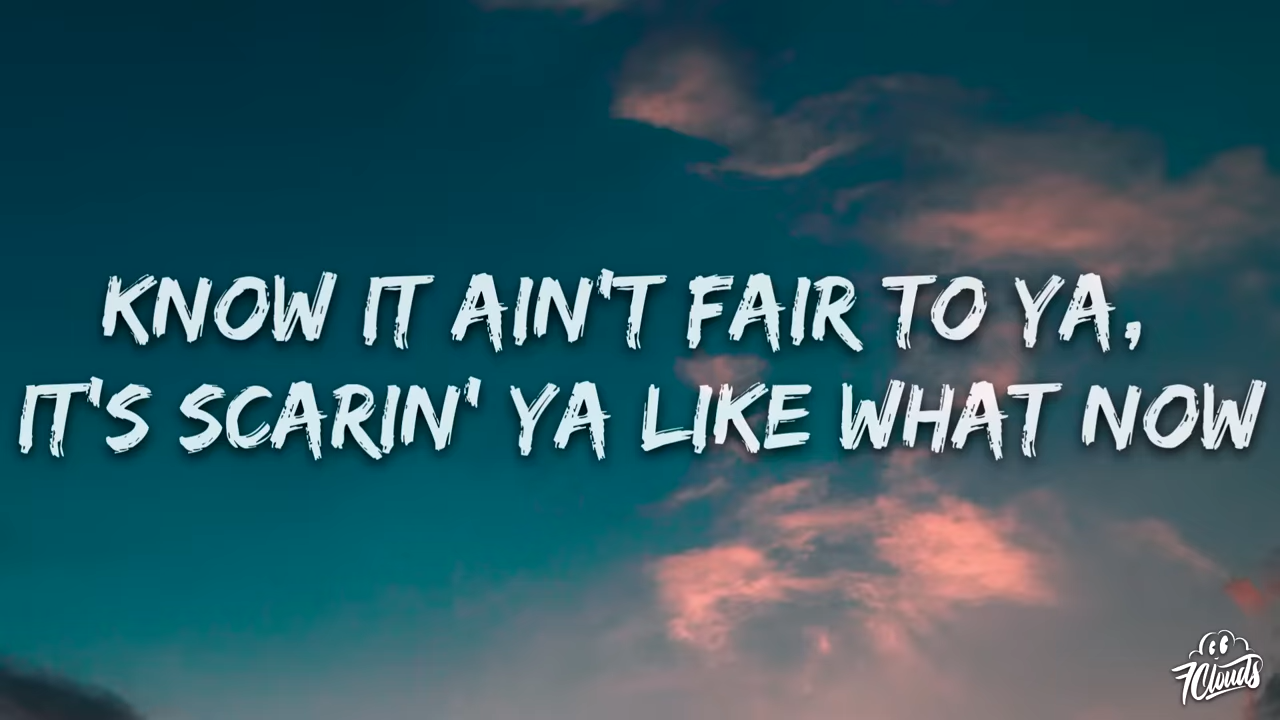 KNOW IT AIN'T FAIR TO YA,
IT'S SCARIN' YA LIKE WHAT NOW
7Clouds